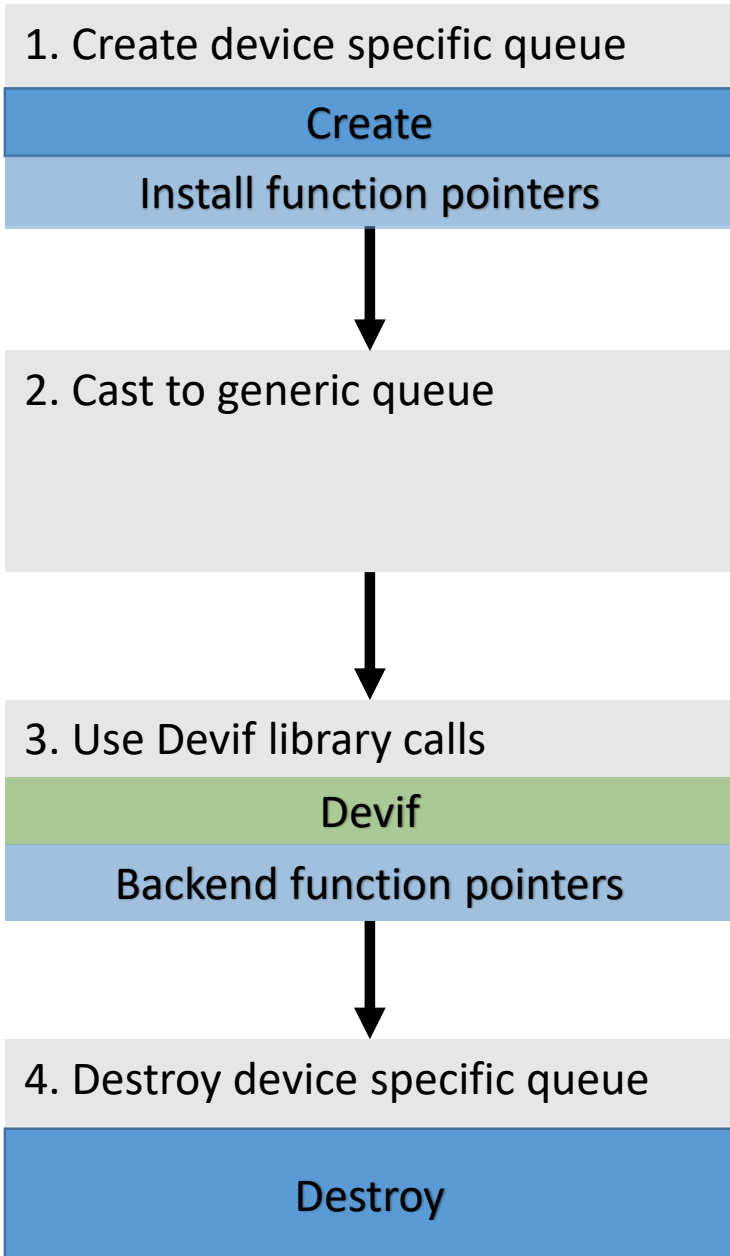 1. Create device specific queue
Create
Install function pointers
2. Cast to generic queue
3. Use Devif library calls
Devif
Backend function pointers
4. Destroy device specific queue
Destroy